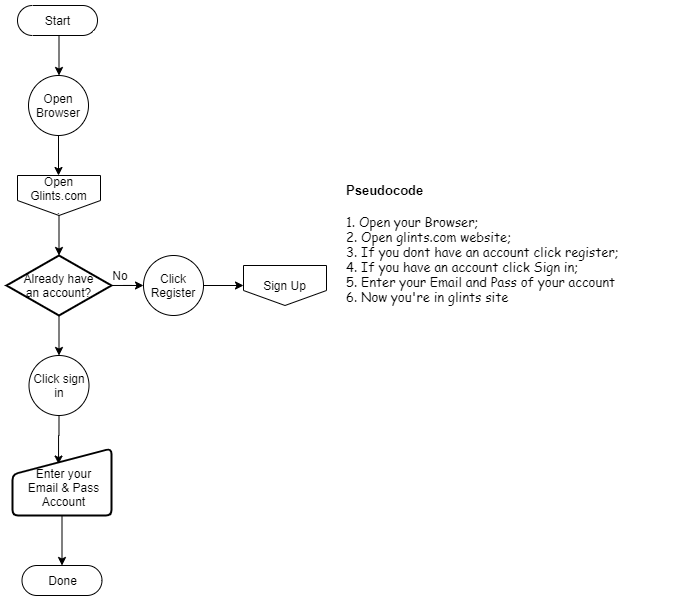 Start
Open
Browser
Open
Glints.com
Already have
an account?
No
Click
Register
Sign Up
Click sign
in
Enter your
Email & Pass
Account
Done
Pseudocode
1. Open your Browser;
2. Open glints.com website;
3. If you dont have an account click register;
4. If you have an account click Sign in;
5. Enter your Email and Pass of your account
6. Now you're in glints site